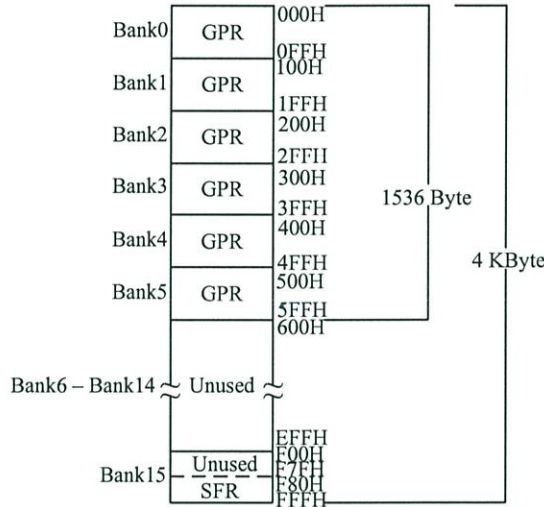 000H
Bank0 GPR
0FFH
100H
Bank1 GPR
1FFH
200H
Bank2 GPR
2FFH
300H
Bank3 GPR
3FFH
1536 Byte
400H
Bank4 GPR
4FFH
4 KByte
500H
Bank5 GPR
5FFH
600H
Bank6 – Bank14 Unused
EFFH
F00H
Unused
F7FH
Bank15
F80H
SFR
FFFH